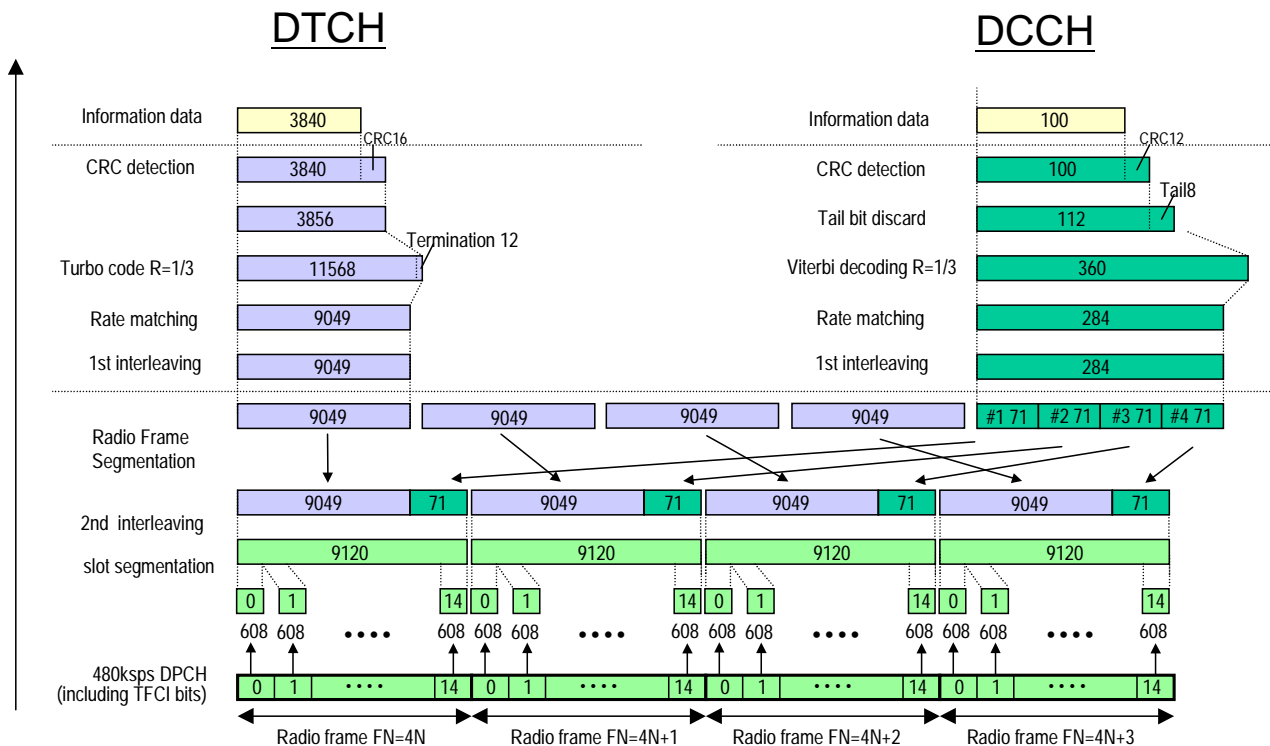 DTCH DCCH
Information data 3840 Information data 100
CRC16 CRC12
CRC detection 3840 CRC detection 100
Tail8
3856 Tail bit discard 112
Termination 12
Turbo code R=1/3 11568 Viterbi decoding R=1/3 360
Rate matching 9049 Rate matching 284
1st interleaving 9049 1st interleaving 284
9049 9049 9049 9049 #1 71 #2 71 #3 71 #4 71
Radio Frame
Segmentation
9049 71 9049 71 9049 71 9049 71
2nd interleaving
9120 9120 9120 9120
slot segmentation
0 1 14 0 1 14 0 1 14 0 1 14
608 608 •••• 608 608 608 •••• 608 608 608 •••• 608 608 608 •••• 608
480ksps DPCH
(including TFCI bits)
0 1 •••• 14 0 1 •••• 14 0 1 •••• 14 0 1 •••• 14
Radio frame FN=4N Radio frame FN=4N+1 Radio frame FN=4N+2 Radio frame FN=4N+3